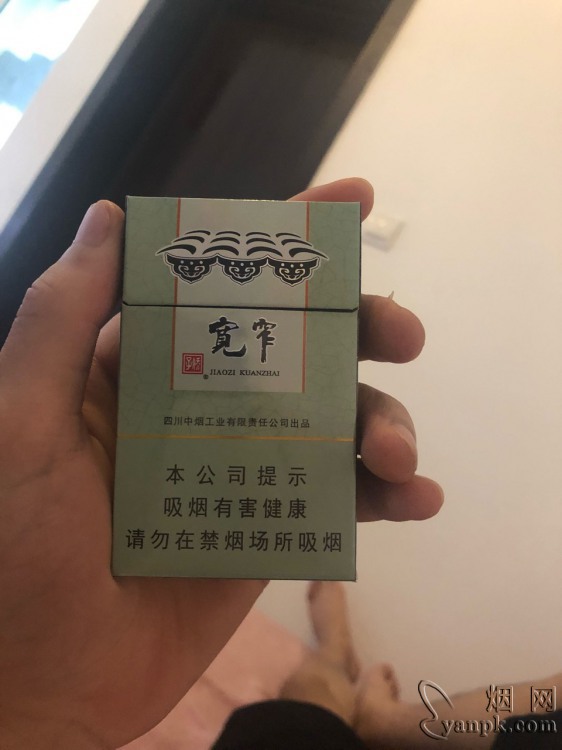 宽窄
JIAOZI KUANZHAI
四川中烟工业有限责任公司出品
本公司提示
吸烟有害健康
请勿在禁烟场所吸烟
烟网
yanpk.com